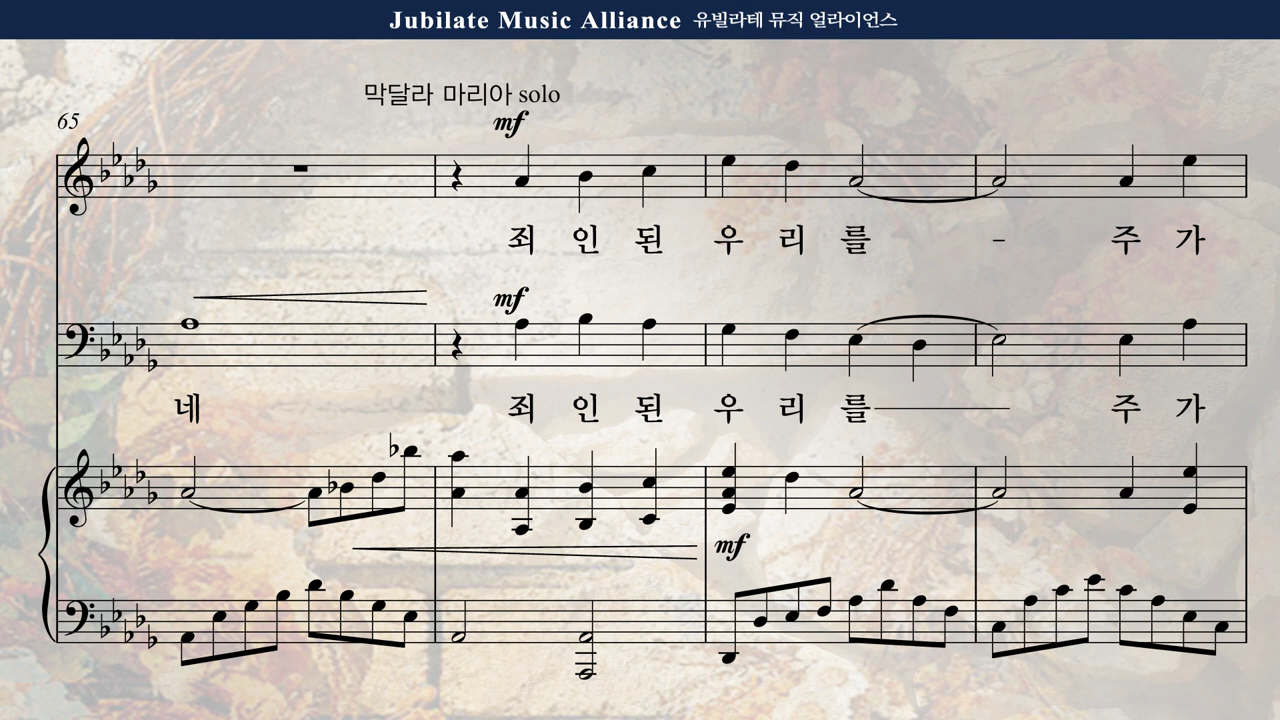 Jubilate Music Alliance 유빌라테 뮤직 얼라이언스
막달라 마리아 solo
65
mf
죄 인 된 우 리 를 - 주 가
mf
네 죄 인 된 우 리 를 주 가
mf